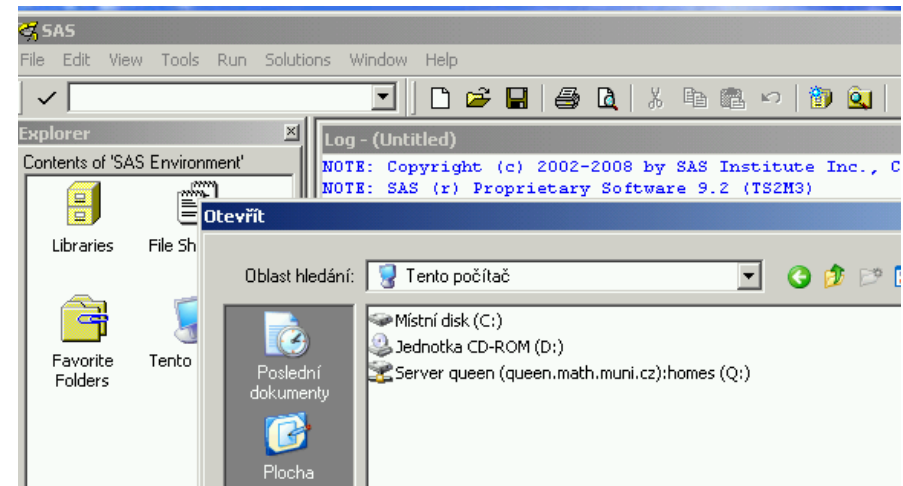 SAS
File Edit View Tools Run Solutions Window Help
Explorer
Contents of 'SAS Environment'
Libraries
File Sh
Favorite
Folders
Tento
Log - (Untitled)
NOTE: Copyright (c) 2002-2008 by SAS Institute Inc., C
NOTE: SAS (r) Proprietary Software 9.2 (TS2M3)
Otevřít
Oblast hledání:
Tento počítač
Poslední
dokumenty
Plocha
Místní disk (C:)
Jednotka CD-ROM (D:)
Server queen (queen.math.muni.cz):homes (Q:)